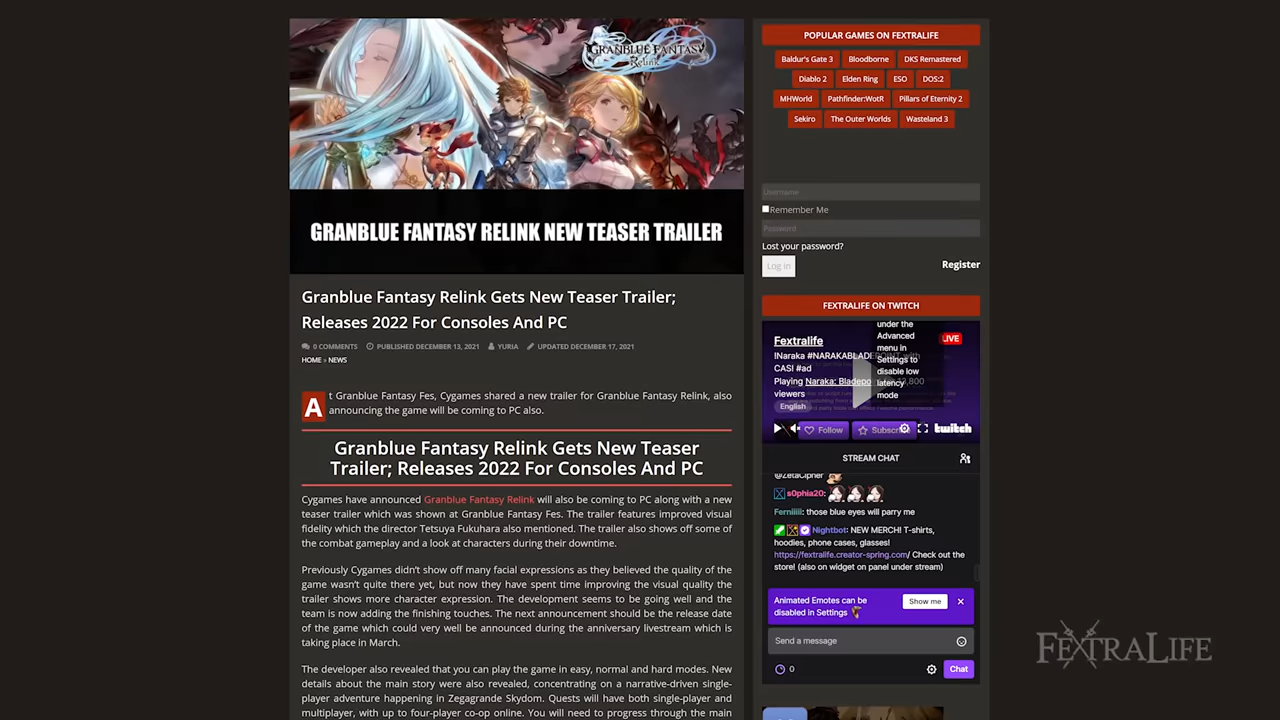 GRANBLUE FANTASY
Relink
GRANBLUE FANTASY RELINK NEW TEASER TRAILER
Granblue Fantasy Relink Gets New Teaser Trailer;
Releases 2022 For Consoles And PC
0 COMMENTS PUBLISHED DECEMBER 13, 2021 YURIA UPDATED DECEMBER 17, 2021
HOME » NEWS
At Granblue Fantasy Fes, Cygames shared a new trailer for Granblue Fantasy Relink, also
announcing the game will be coming to PC also.
Granblue Fantasy Relink Gets New Teaser
Trailer; Releases 2022 For Consoles And PC
Cygames have announced Granblue Fantasy Relink will also be coming to PC along with a new
teaser trailer which was shown at Granblue Fantasy Fes. The trailer features improved visual
fidelity which the director Tetsuya Fukuhara also mentioned. The trailer also shows off some of
the combat gameplay and a look at characters during their downtime.
Previously Cygames didn't show off many facial expressions as they believed the quality of the
game wasn't quite there yet, but now they have spent time improving the visual quality the
trailer shows more character expression. The development seems to be going well and the
team is now adding the finishing touches. The next announcement should be the release date
of the game which could very well be announced during the anniversary livestream which is
taking place in March.
The developer also revealed that you can play the game in easy, normal and hard modes. New
details about the main story were also revealed, concentrating on a narrative-driven single-
player adventure happening in Zegagrande Skydom. Quests will have both single-player and
multiplayer, with up to four-player co-op online. You will need to progress through the main
POPULAR GAMES ON FEXTRALIFE
Baldur's Gate 3 Bloodborne DKS Remastered
Diablo 2 Elden Ring ESO DOS:2
MHWorld Pathfinder:WotR Pillars of Eternity 2
Sekiro The Outer Worlds Wasteland 3
Username
Remember Me
Password
Lost your password?
Log in
Register
FEXTRALIFE ON TWITCH
under the
Advanced
menu in
Settings to
disable low
latency
mode
Fextralife
LIVE
!Naraka #NARAKABLADEPOINT with
CAS! #ad
Playing Naraka: Bladepo
viewers
English
Follow Subscribe twitch
STREAM CHAT
@ZetaCipher
s0phia20:
Ferniiiii: those blue eyes will parry me
Nightbot: NEW MERCH! T-shirts,
hoodies, phone cases, glasses!
https://fextralife.creator-spring.com/ Check out the
store! (also on widget on panel under stream)
Animated Emotes can be
disabled in Settings
Show me
Send a message
0
Chat
FEXTRALIFE